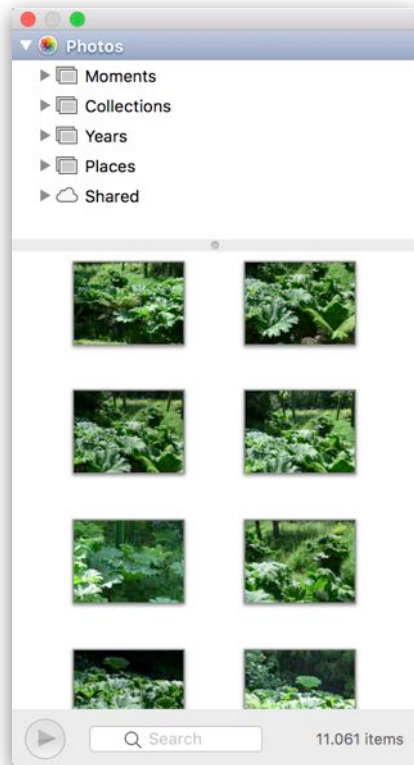 Photos
Moments
Collections
Years
Places
Shared
Search
11.061 items